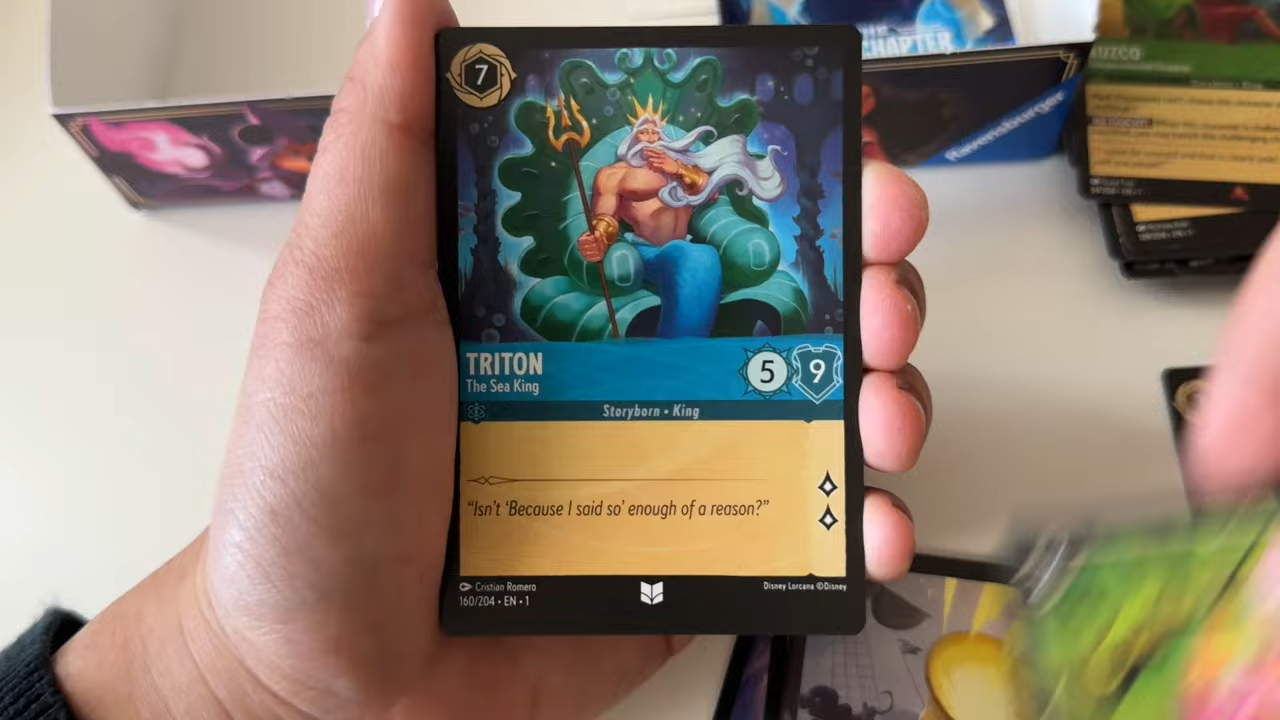 CHAPTER
7
UZCO
Ravensburger
TRITON
The Sea King
5
9
Storyborn • King
“Isn’t ‘Because I said so’ enough of a reason?”
Cristian Romero
Disney Lorcana ©Disney
160/204 • EN • 1